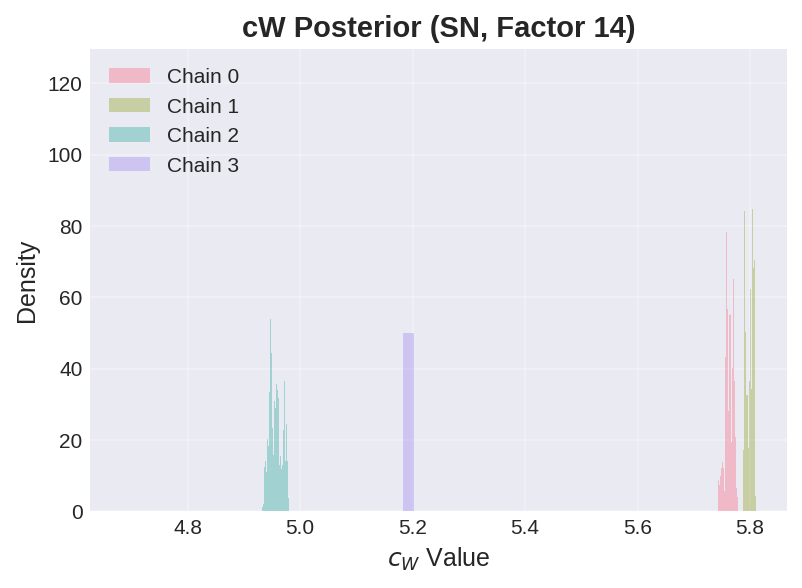 cW Posterior (SN, Factor 14)
Chain 0
Chain 1
Chain 2
Chain 3
Density
120
100
80
60
40
20
0
4.8 5.0 5.2 5.4 5.6 5.8
cW Value